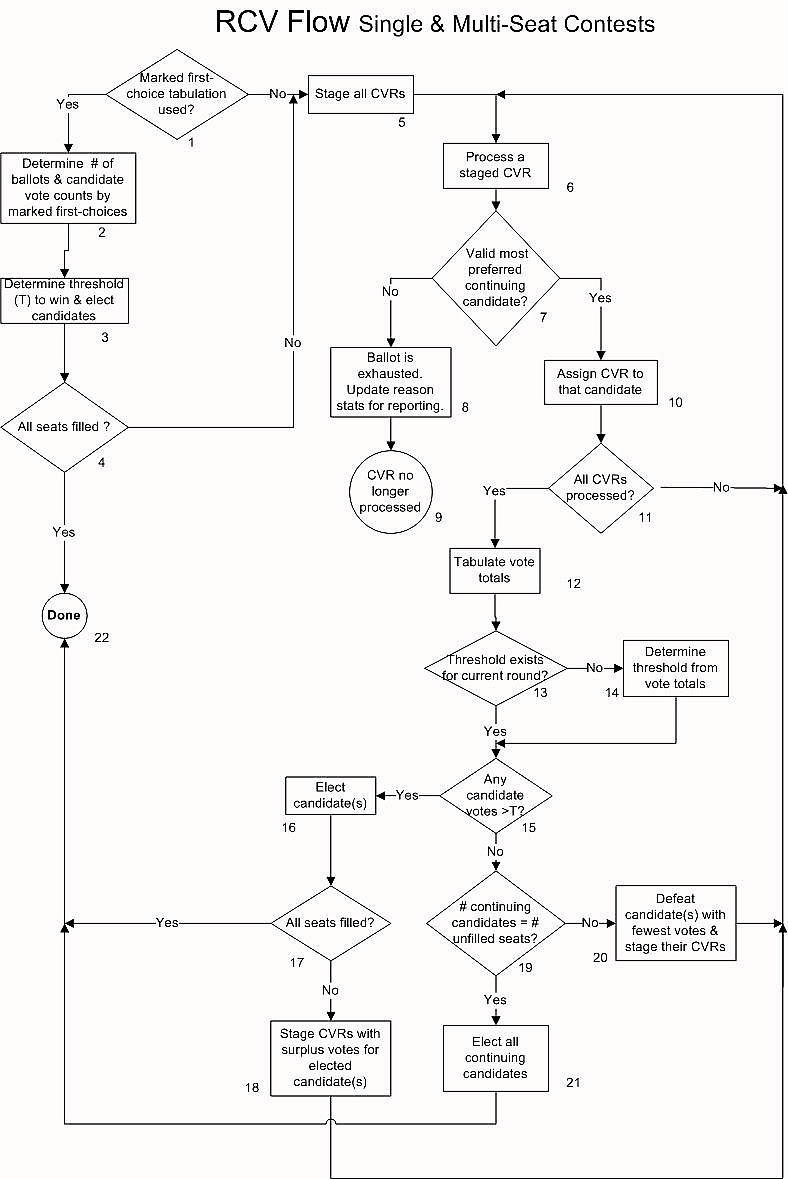 RCV Flow Single & Multi-Seat Contests
Marked first-
choice tabulation
used?
1
Yes
No
Stage all CVRs
5
Determine # of
ballots & candidate
vote counts by
marked first-choices
2
Process a
staged CVR
6
Determine threshold
(T) to win & elect
candidates
3
Valid most
preferred
continuing
candidate?
7
No
Yes
No
Ballot is
exhausted.
Update reason
stats for reporting.
8
Assign CVR to
that candidate
10
All seats filled ?
4
CVR no
longer
processed
9
All CVRs
processed?
11
Yes
No
Yes
Tabulate vote
totals
12
Done
22
Threshold exists
for current round?
13
No
Determine
threshold from
vote totals
14
Yes
Any
candidate
votes >T?
15
Yes
Elect
candidate(s)
16
No
All seats filled?
17
Yes
# continuing
candidates = #
unfilled seats?
19
No
Defeat
candidate(s) with
fewest votes &
stage their CVRs
20
No
Yes
Stage CVRs with
surplus votes for
elected
candidate(s)
18
Elect all
continuing
candidates
21